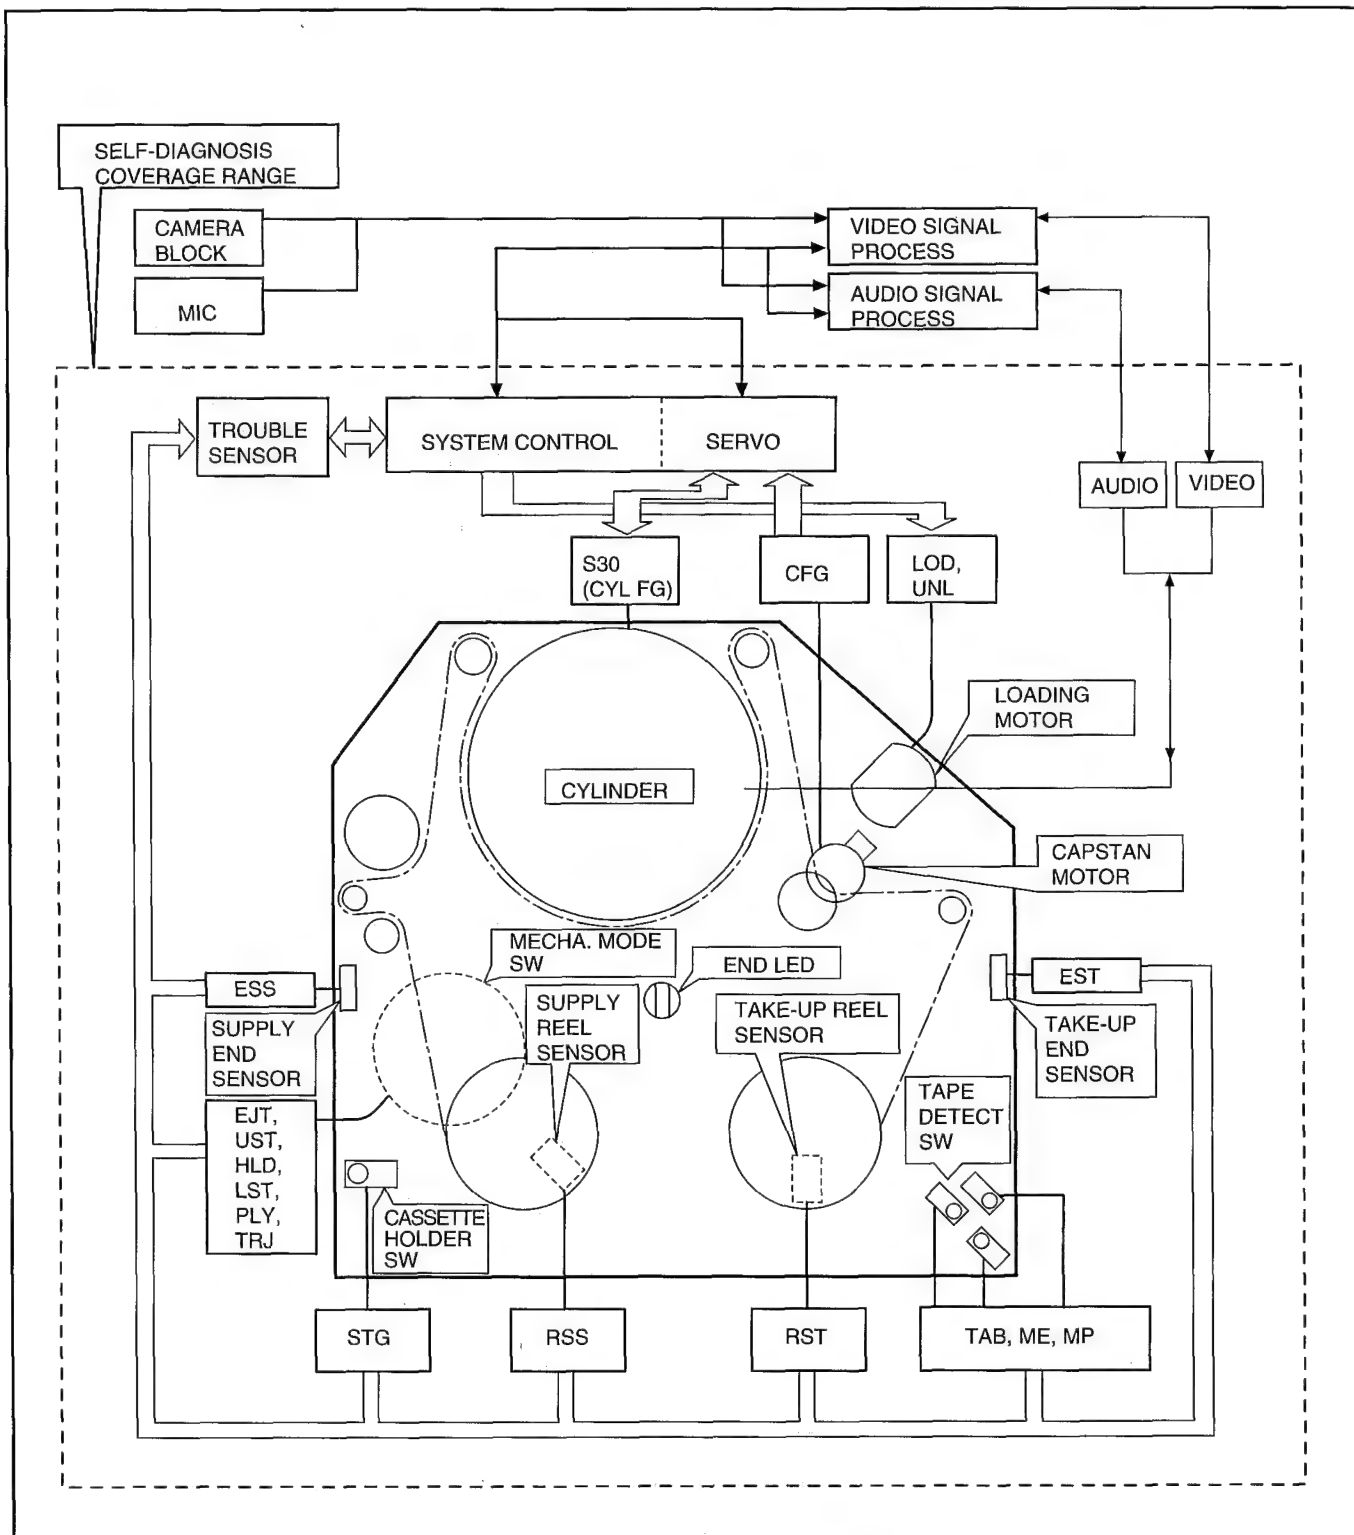 SELF-DIAGNOSIS
COVERAGE RANGE
CAMERA
BLOCK
MIC
VIDEO SIGNAL
PROCESS
AUDIO SIGNAL
PROCESS
TROUBLE
SENSOR
SYSTEM CONTROL
SERVO
AUDIO
VIDEO
S30
(CYL FG)
CFG
LOD,
UNL
LOADING
MOTOR
CYLINDER
CAPSTAN
MOTOR
MECHA. MODE
SW
END LED
ESS
EST
SUPPLY
REEL
SENSOR
TAKE-UP REEL
SENSOR
SUPPLY
END
SENSOR
TAKE-UP
END
SENSOR
TAPE
DETECT
SW
EJT,
UST,
HLD,
LST,
PLY,
TRJ
CASSETTE
HOLDER
SW
STG
RSS
RST
TAB, ME, MP